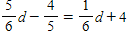 5/6 d − 4/5 = 1/6 d + 4